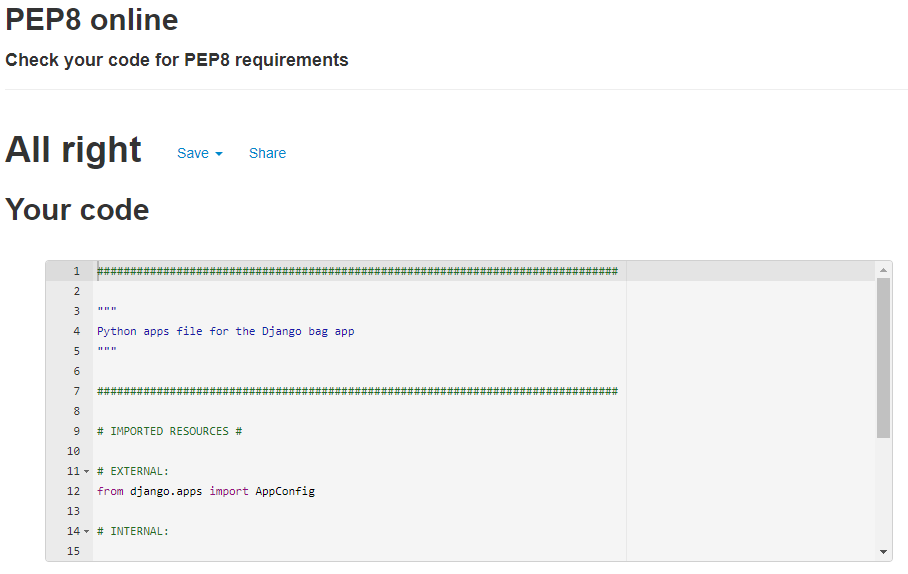 PEP8 online
Check your code for PEP8 requirements
All right Save Share
Your code
1 ###############################################################################
2
3 """
4 Python apps file for the Django bag app
5 """
6
7 ###############################################################################
8
9 # IMPORTED RESOURCES #
10
11 # EXTERNAL:
12 from django.apps import AppConfig
13
14 # INTERNAL:
15